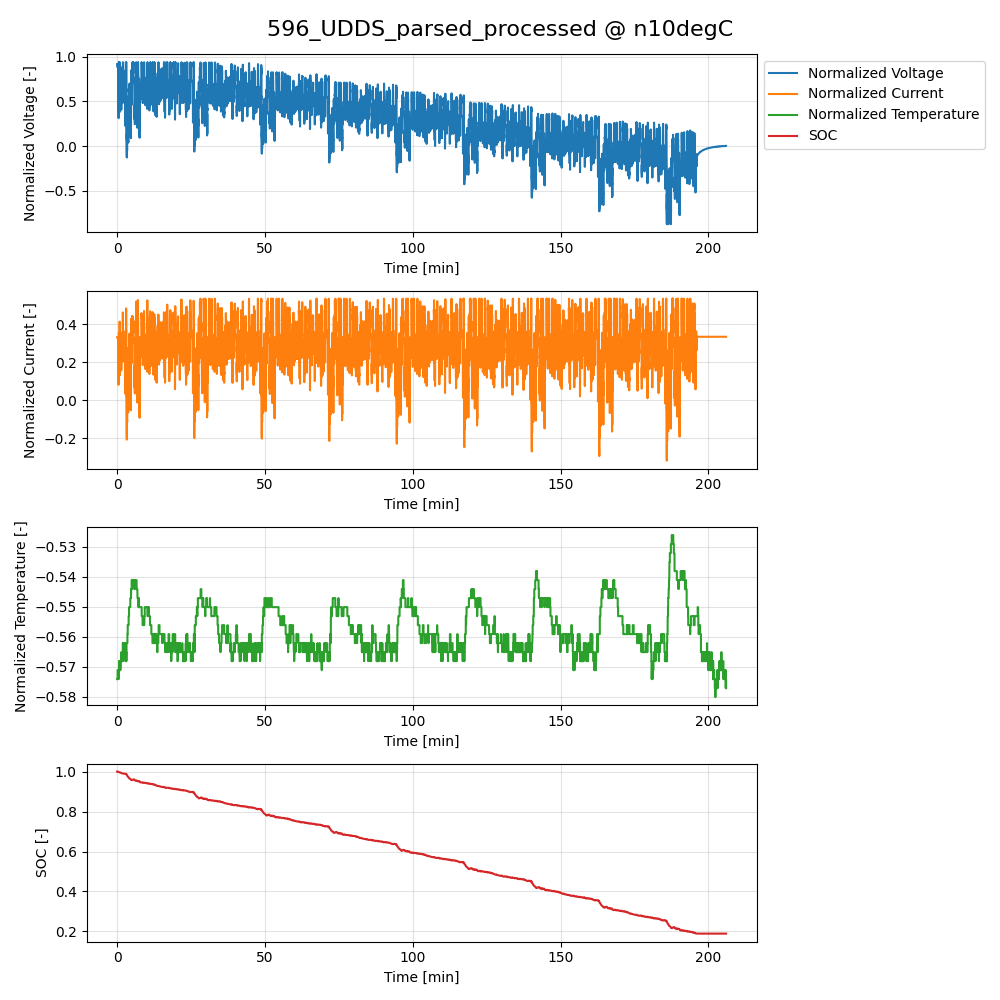 596_UDDS_parsed_processed @ n10degC
Normalized Voltage [-]
1.0
0.5
0.0
−0.5
0 50 100 150 200
Time [min]
Normalized Voltage
Normalized Current
Normalized Temperature
SOC
Normalized Current [-]
0.4
0.2
0.0
−0.2
0 50 100 150 200
Time [min]
Normalized Temperature [-]
−0.53
−0.54
−0.55
−0.56
−0.57
−0.58
0 50 100 150 200
Time [min]
SOC [-]
1.0
0.8
0.6
0.4
0.2
0 50 100 150 200
Time [min]